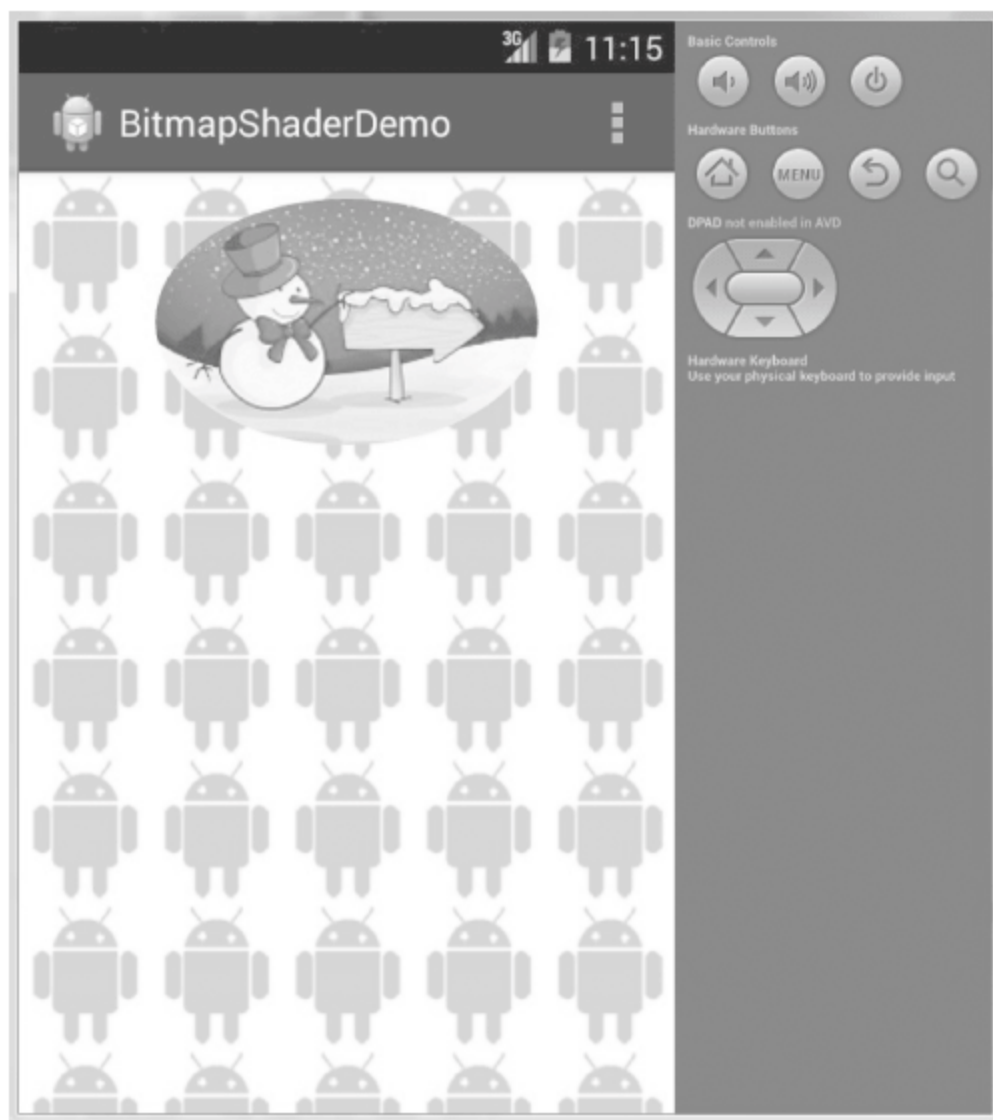 3G 11:15
BitmapShaderDemo
Basic Controls
Hardware Buttons
MENU
DPAD not enabled in AVD
Hardware Keyboard
Use your physical keyboard to provide input